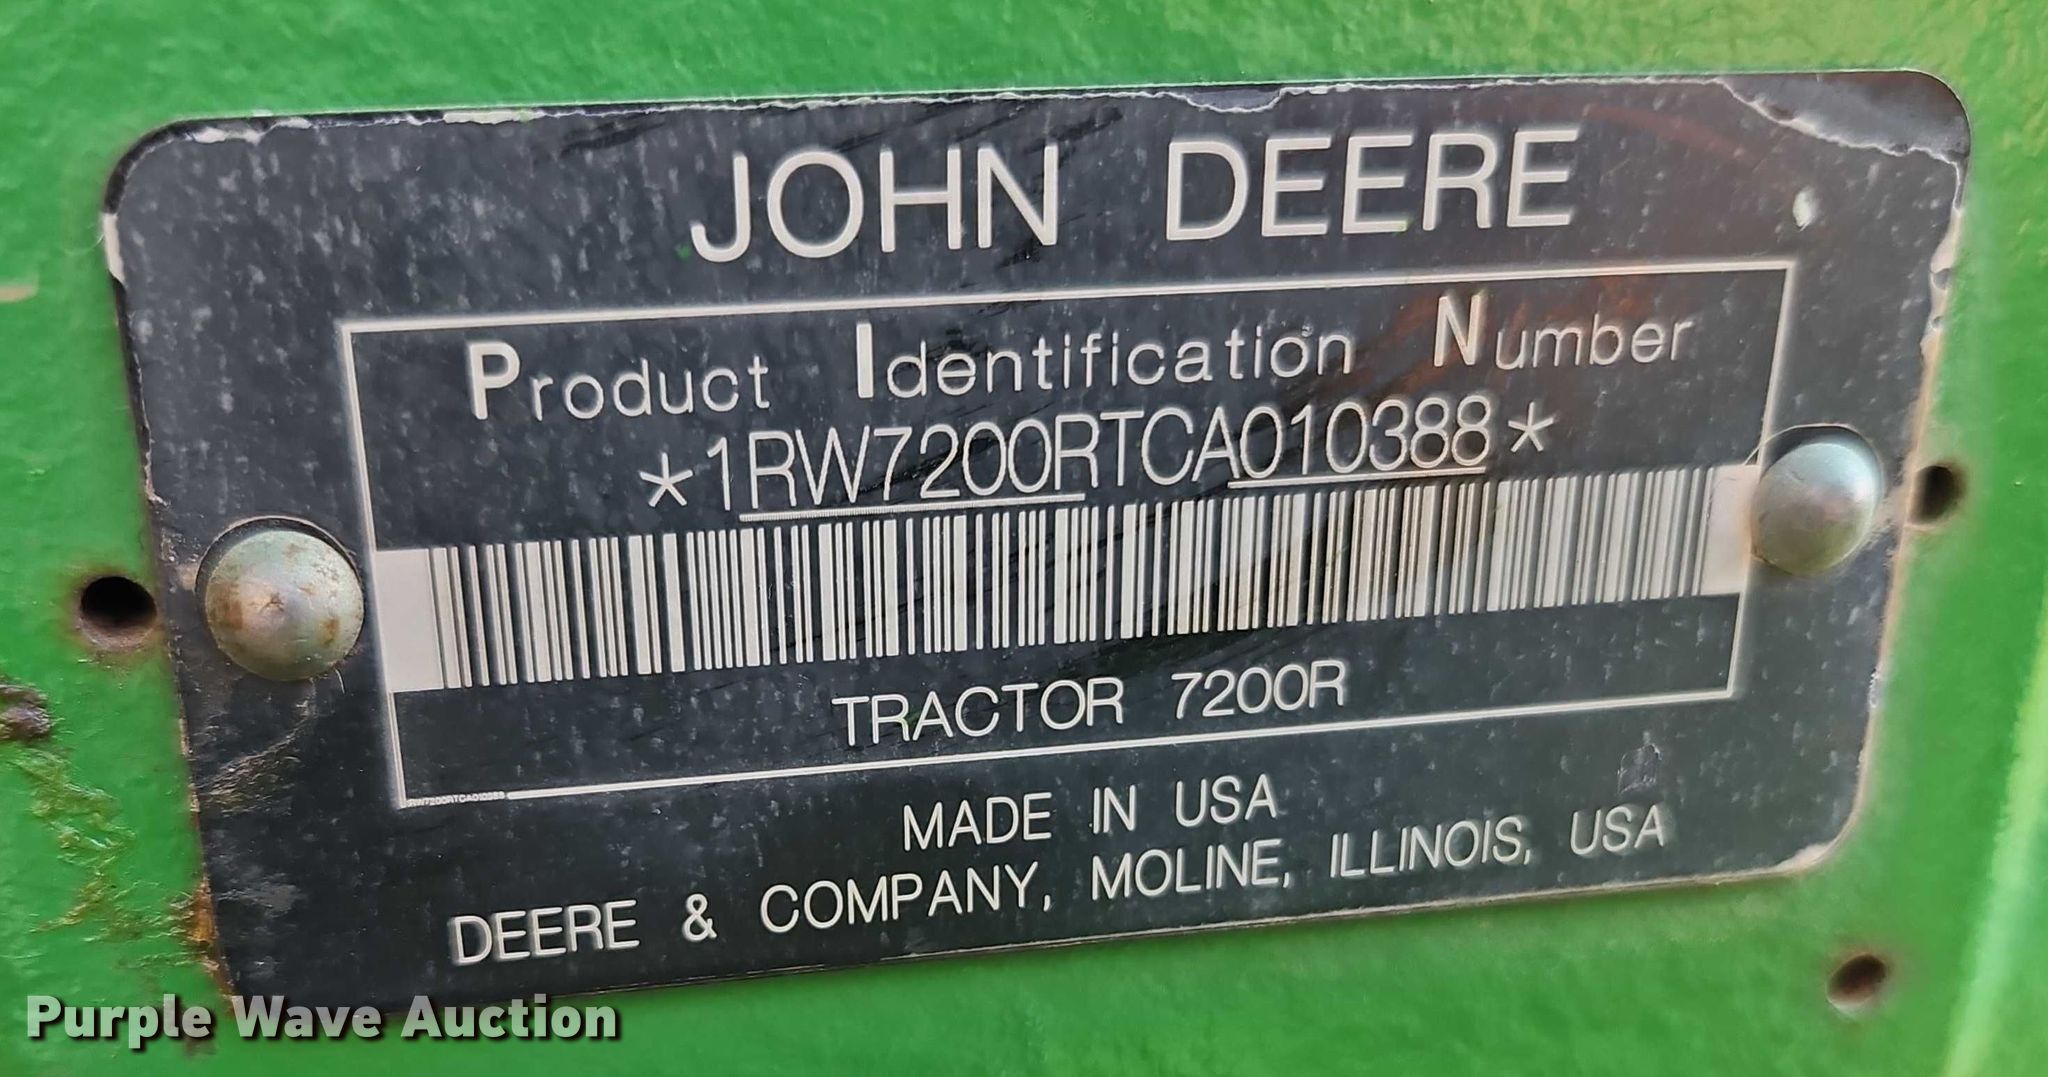 JOHN DEERE
Product Identification Number
*1RW7200RTCA010388*
TRACTOR 7200R
RW7200RTCA010388
MADE IN USA
DEERE & COMPANY, MOLINE, ILLINOIS, USA
Purple Wave Auction